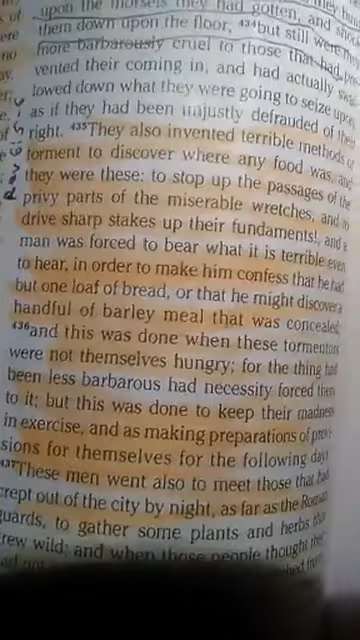 upon the morsels they had gotten, and
them down upon the floor; ⁴³⁴but still were they
more barbarously cruel to those that had
vented their coming in, and had actually
lowed down what they were going to seize upon
as if they had been unjustly defrauded of their
right. ⁴³⁵They also invented terrible methods of
torment to discover where any food was, and
they were these: to stop up the passages of the
privy parts of the miserable wretches, and to
drive sharp stakes up their fundaments!, and a
man was forced to bear what it is terrible even
to hear, in order to make him confess that he had
but one loaf of bread, or that he might discover a
handful of barley meal that was concealed;
⁴³⁶and this was done when these tormentors
were not themselves hungry; for the thing had
been less barbarous had necessity forced them
to it; but this was done to keep their madness
in exercise, and as making preparations of
sions for themselves for the following days
⁴³⁷These men went also to meet those that had
crept out of the city by night, as far as the Roman
guards, to gather some plants and herbs that
rew wild; and when those people thought